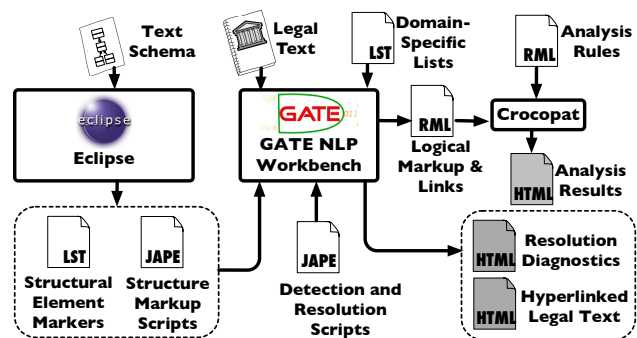 Text
Schema
Legal
Text
LST
Domain-
Specific
Lists
RML
Analysis
Rules
eclipse
Eclipse
GATE
GATE NLP
Workbench
RML
Logical
Markup &
Links
Crocopat
HTML
Analysis
Results
LST
Structural
Element
Markers
JAPE
Structure
Markup
Scripts
JAPE
Detection and
Resolution
Scripts
HTML
Resolution
Diagnostics
HTML
Hyperlinked
Legal Text